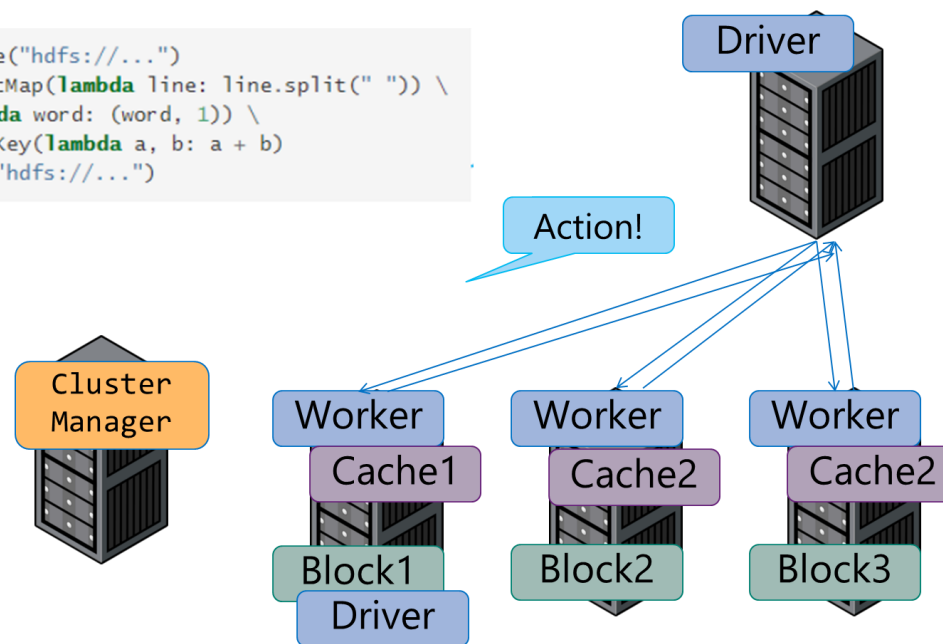 e("hdfs://...")
tMap(lambda line: line.split(" ")) \
da word: (word, 1)) \
Key(lambda a, b: a + b)
"hdfs://...")
Driver
Action!
Cluster
Manager
Worker
Worker
Worker
Cache1
Cache2
Cache2
Block1
Block2
Block3
Driver